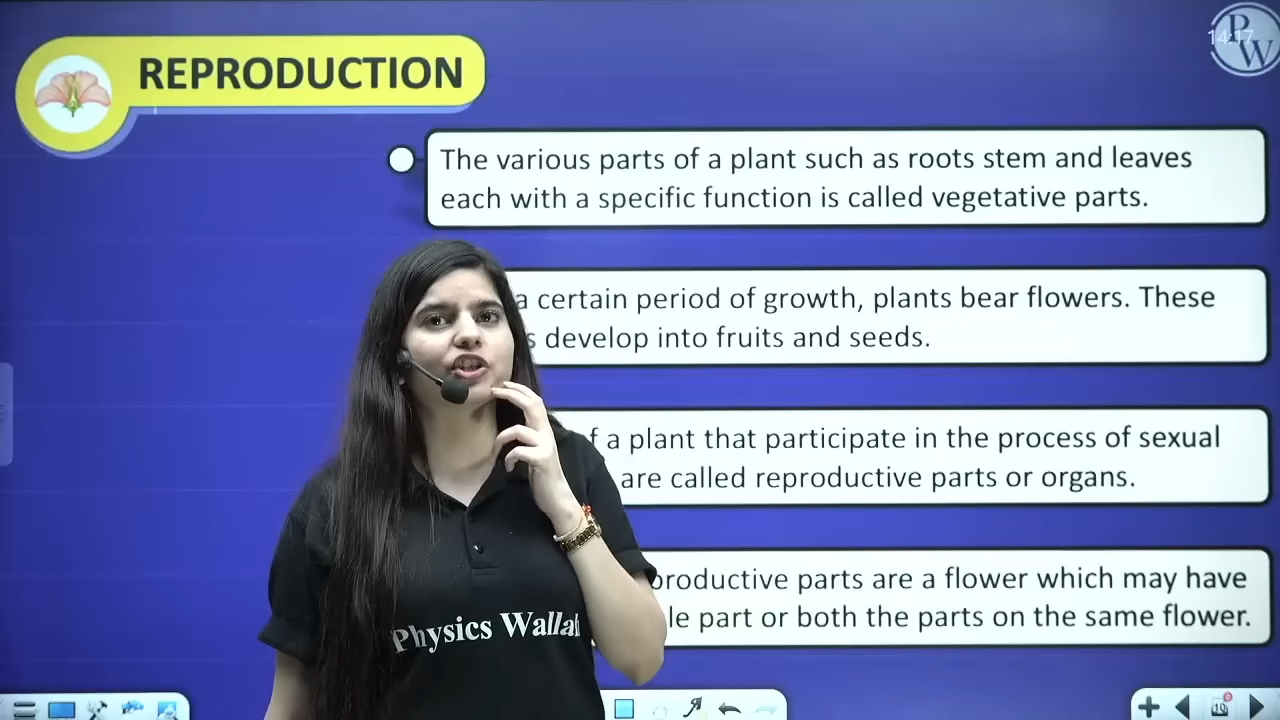 REPRODUCTION
PW
14:17
The various parts of a plant such as roots stem and leaves
each with a specific function is called vegetative parts.
a certain period of growth, plants bear flowers. These
s develop into fruits and seeds.
f a plant that participate in the process of sexual
are called reproductive parts or organs.
productive parts are a flower which may have
le part or both the parts on the same flower.
Physics Wallah
10